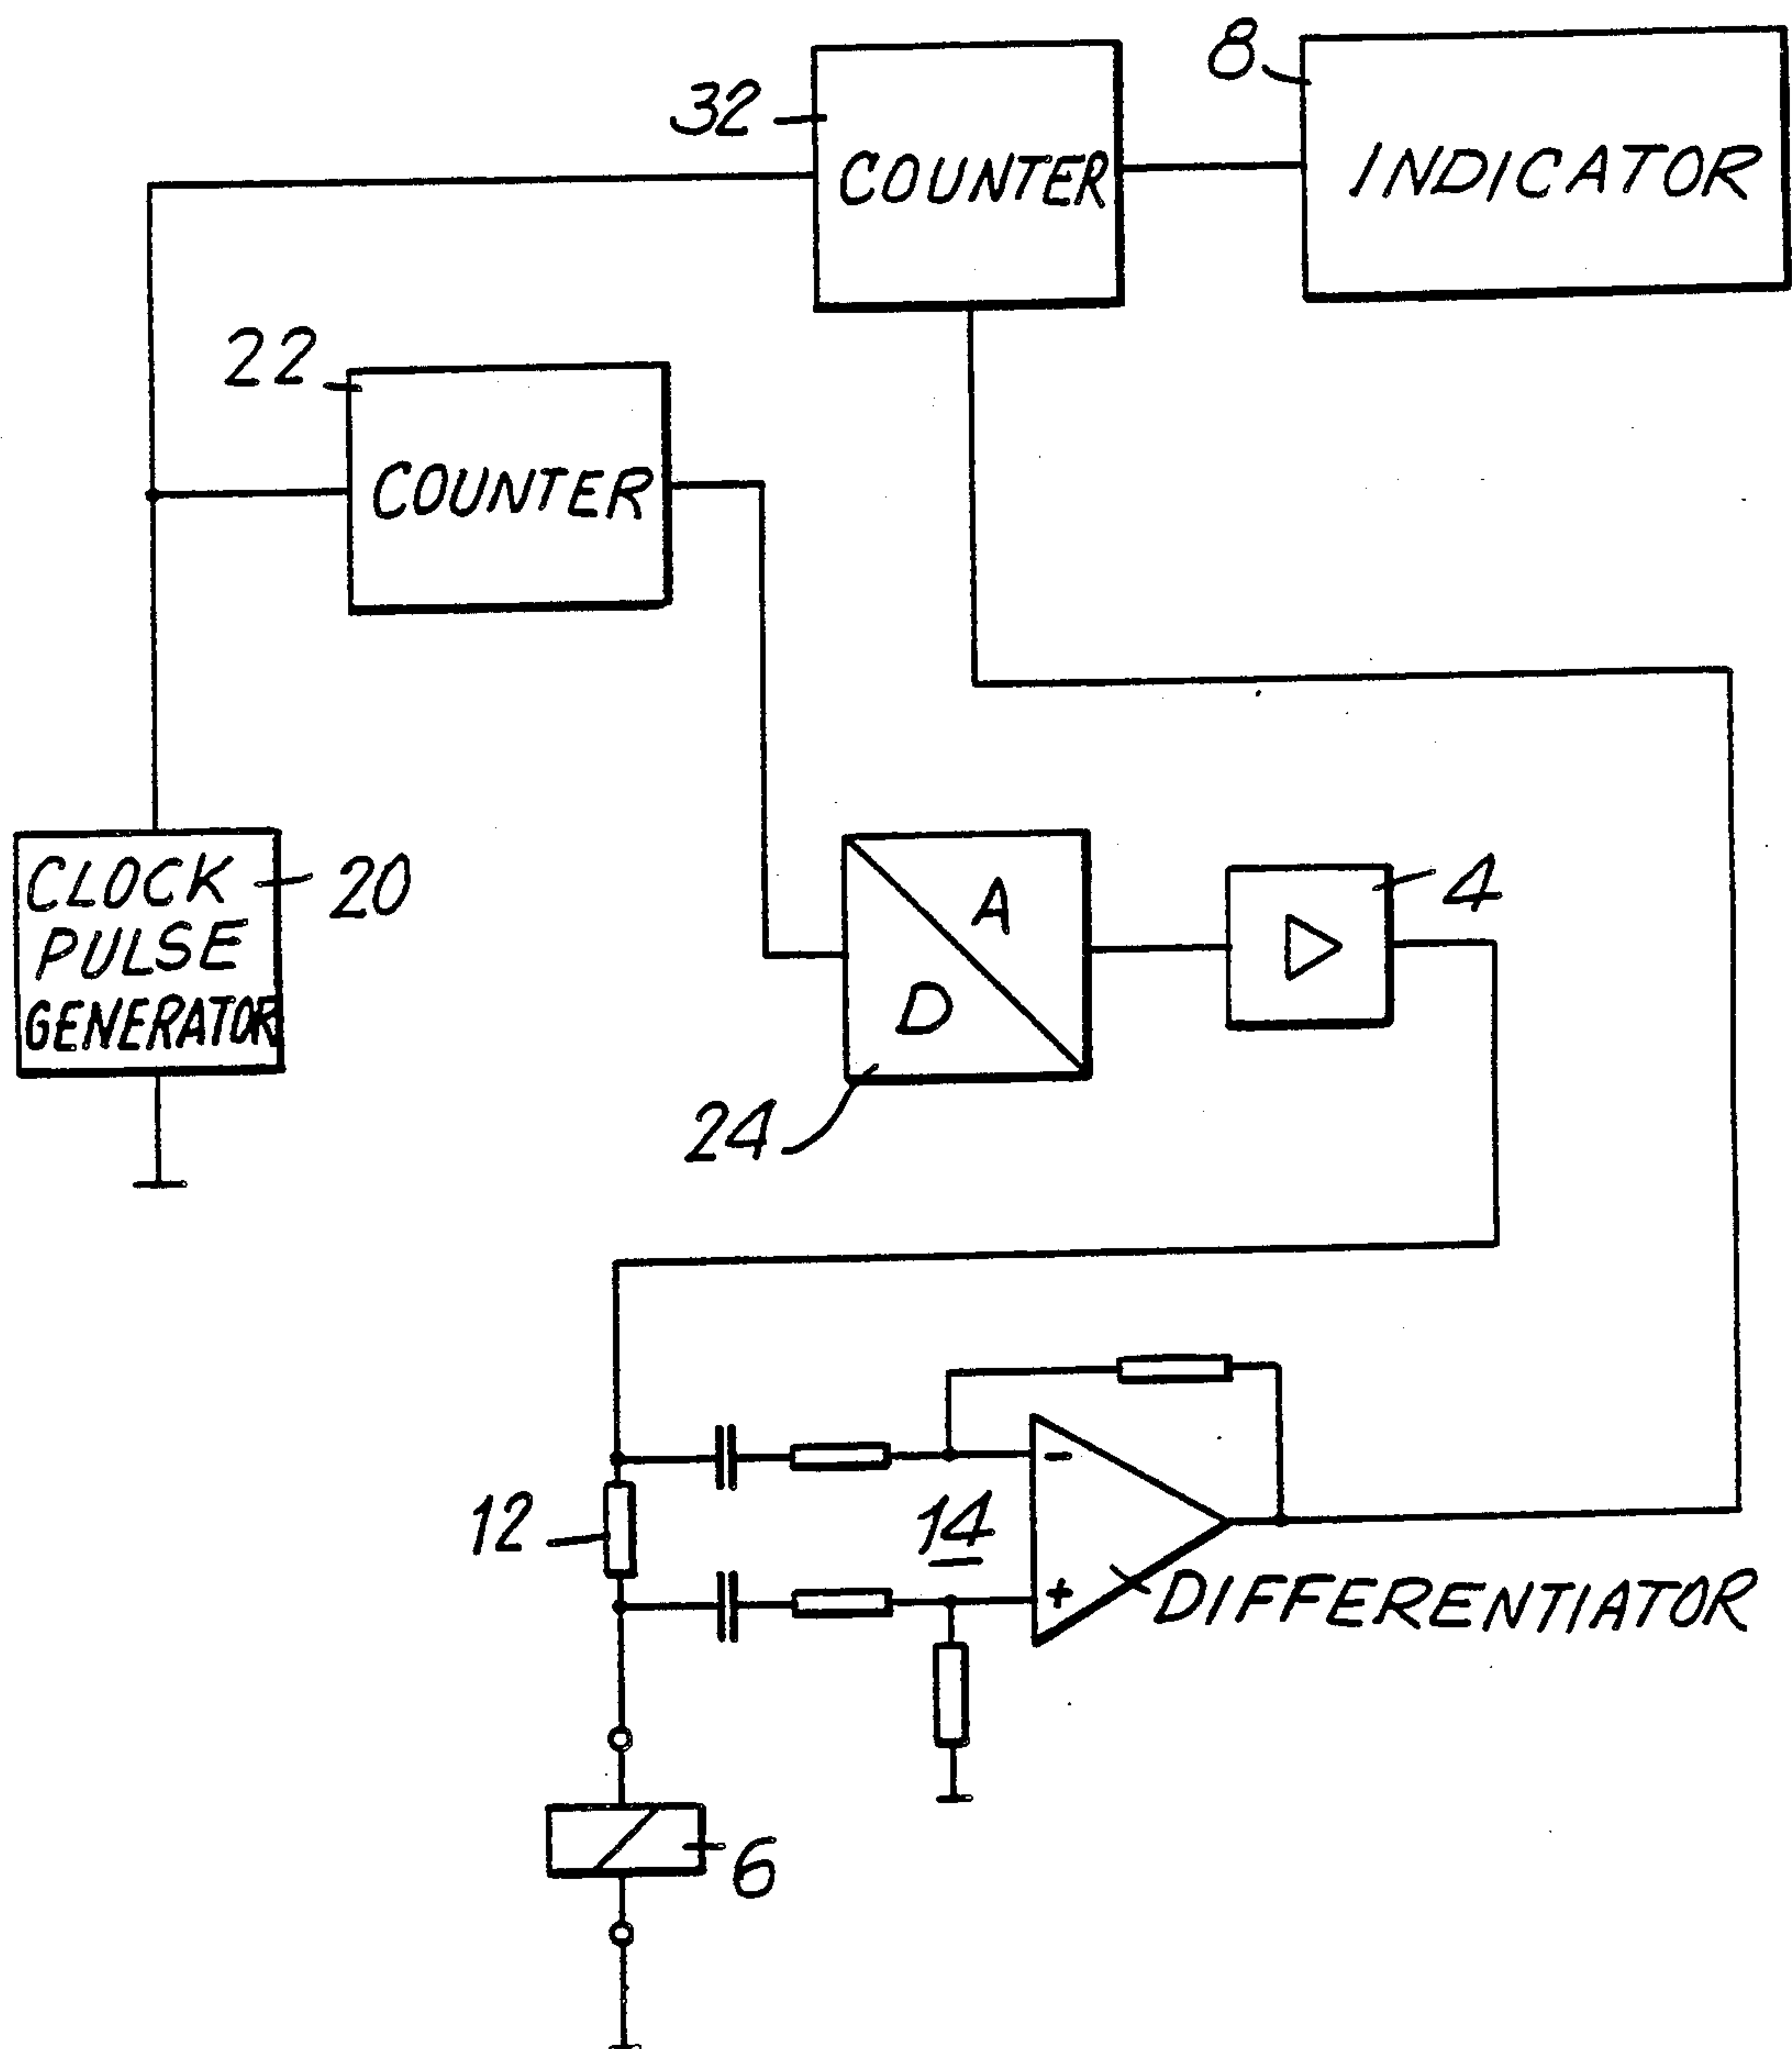 8
32
COUNTER
INDICATOR
22
COUNTER
CLOCK
PULSE
GENERATOR
20
A
D
4
24
-
12
14
+
DIFFERENTIATOR
6